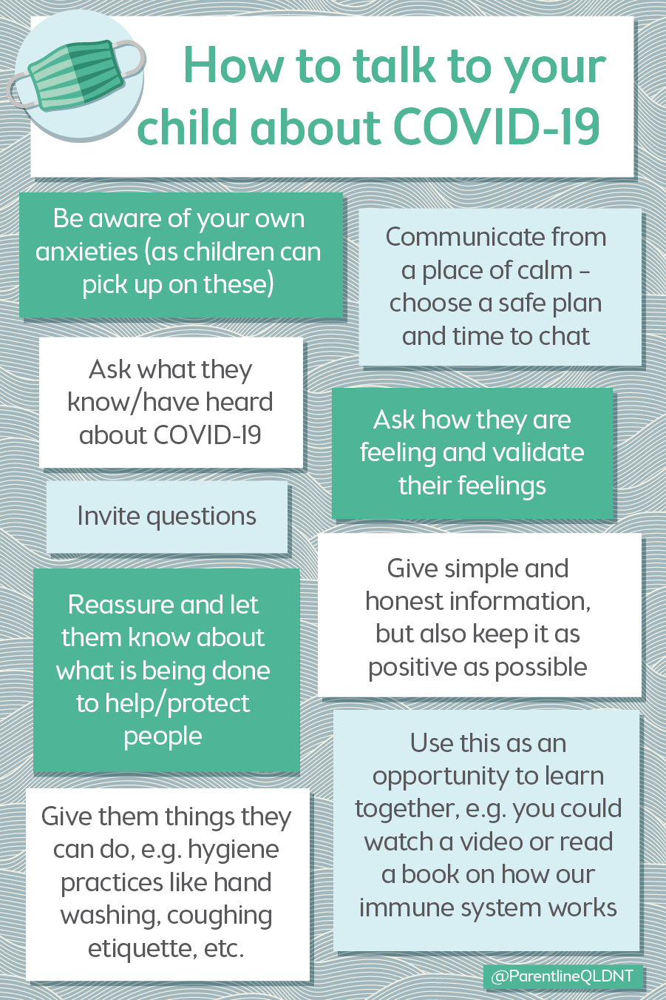 How to talk to your
child about COVID-19
Be aware of your own
anxieties (as children can
pick up on these)
Communicate from
a place of calm –
choose a safe plan
and time to chat
Ask what they
know/have heard
about COVID-19
Ask how they are
feeling and validate
their feelings
Invite questions
Give simple and
honest information,
but also keep it as
positive as possible
Reassure and let
them know about
what is being done
to help/protect
people
Use this as an
opportunity to learn
together, e.g. you could
watch a video or read
a book on how our
immune system works
Give them things they
can do, e.g. hygiene
practices like hand
washing, coughing
etiquette, etc.
@ParentlineQLDNT